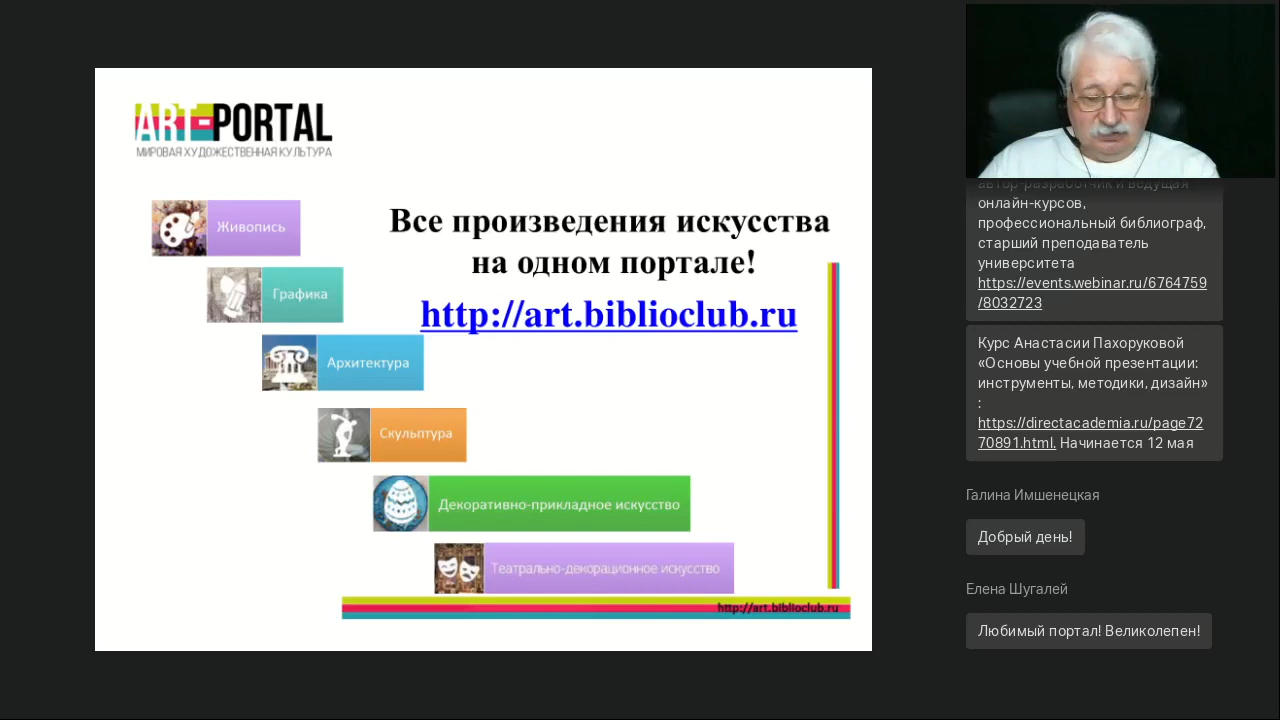 ART-PORTAL
МИРОВАЯ ХУДОЖЕСТВЕННАЯ КУЛЬТУРА
Живопись
Графика
Архитектура
Скульптура
Декоративно-прикладное искусство
Театрально-декорационное искусство
Все произведения искусства
на одном портале!
http://art.biblioclub.ru
http://art.biblioclub.ru
автор-разработчик и ведущая
онлайн-курсов,
профессиональный библиограф,
старший преподаватель
университета
https://events.webinar.ru/6764759
/8032723
Курс Анастасии Пахоруковой
«Основы учебной презентации:
инструменты, методики, дизайн»
:
https://directacademia.ru/page72
70891.html. Начинается 12 мая
Галина Имшенецкая
Добрый день!
Елена Шугалей
Любимый портал! Великолепен!